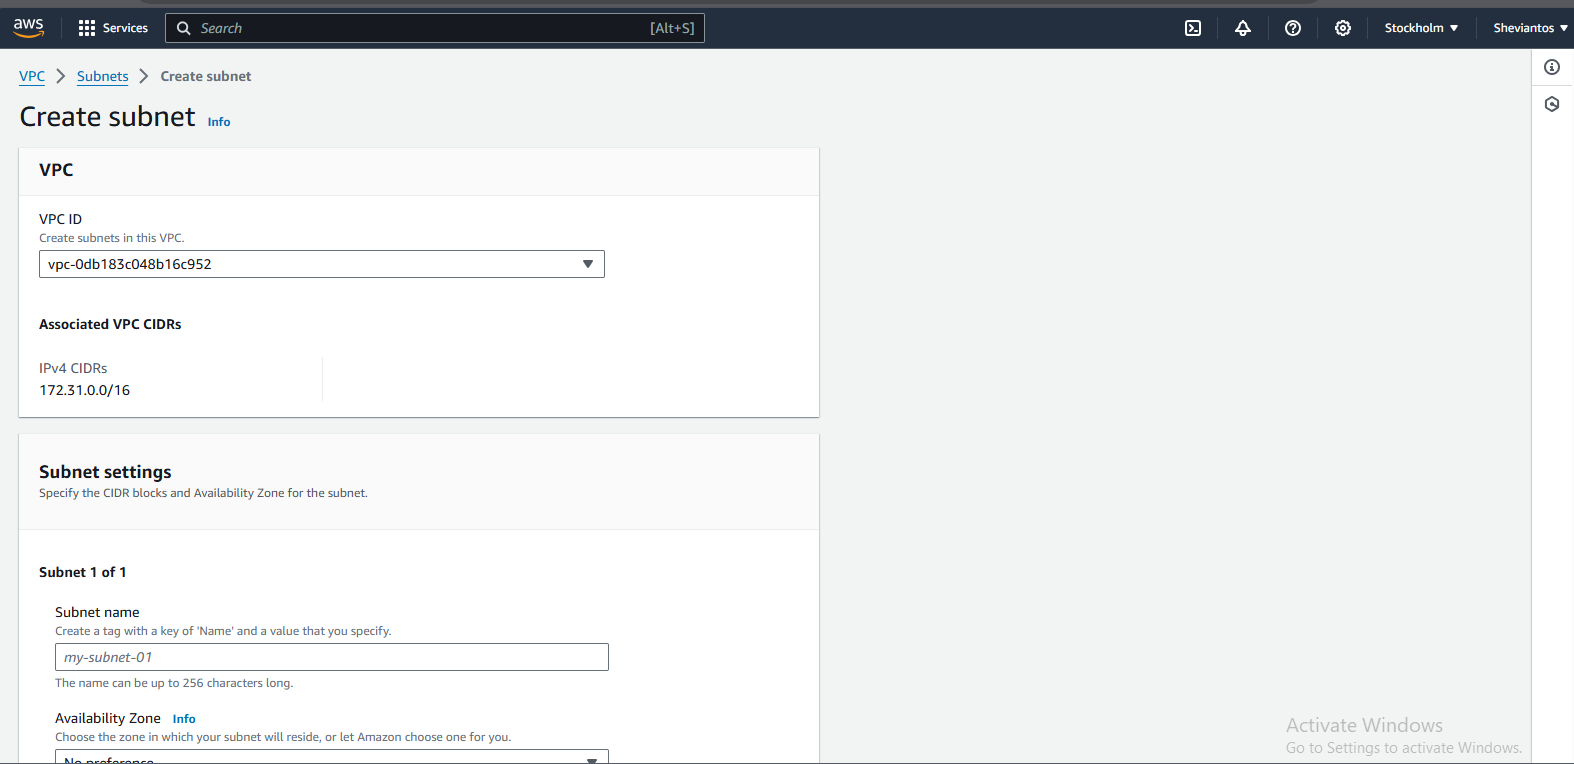 aws
Services
Search [Alt+S]
Stockholm
Sheviantos
VPC > Subnets > Create subnet
Create subnet Info
VPC
VPC ID
Create subnets in this VPC.
vpc-0db183c048b16c952
Associated VPC CIDRs
IPv4 CIDRs
172.31.0.0/16
Subnet settings
Specify the CIDR blocks and Availability Zone for the subnet.
Subnet 1 of 1
Subnet name
Create a tag with a key of 'Name' and a value that you specify.
my-subnet-01
The name can be up to 256 characters long.
Availability Zone Info
Choose the zone in which your subnet will reside, or let Amazon choose one for you.
No preference
Activate Windows
Go to Settings to activate Windows.